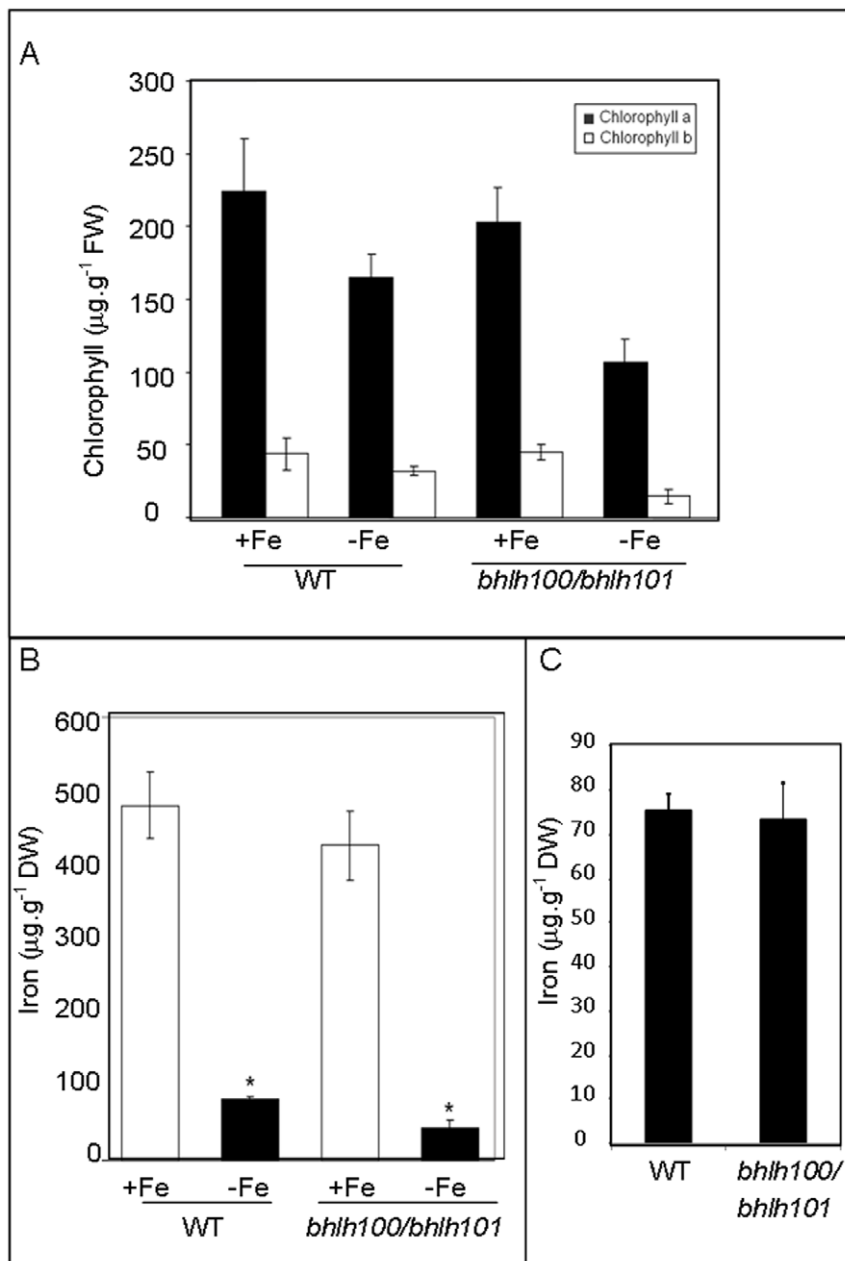 A
300
250
200
150
100
50
0
Chlorophyll (µg.g-1 FW)
Chlorophyll a
Chlorophyll b
+Fe -Fe +Fe -Fe
WT bhlh100/bhlh101
B
600
500
400
300
200
100
0
Iron (µg.g-1 DW)
* *
+Fe -Fe +Fe -Fe
WT bhlh100/bhlh101
C
90
80
70
60
50
40
30
20
10
0
Iron (µg.g-1 DW)
WT bhlh100/
bhlh101